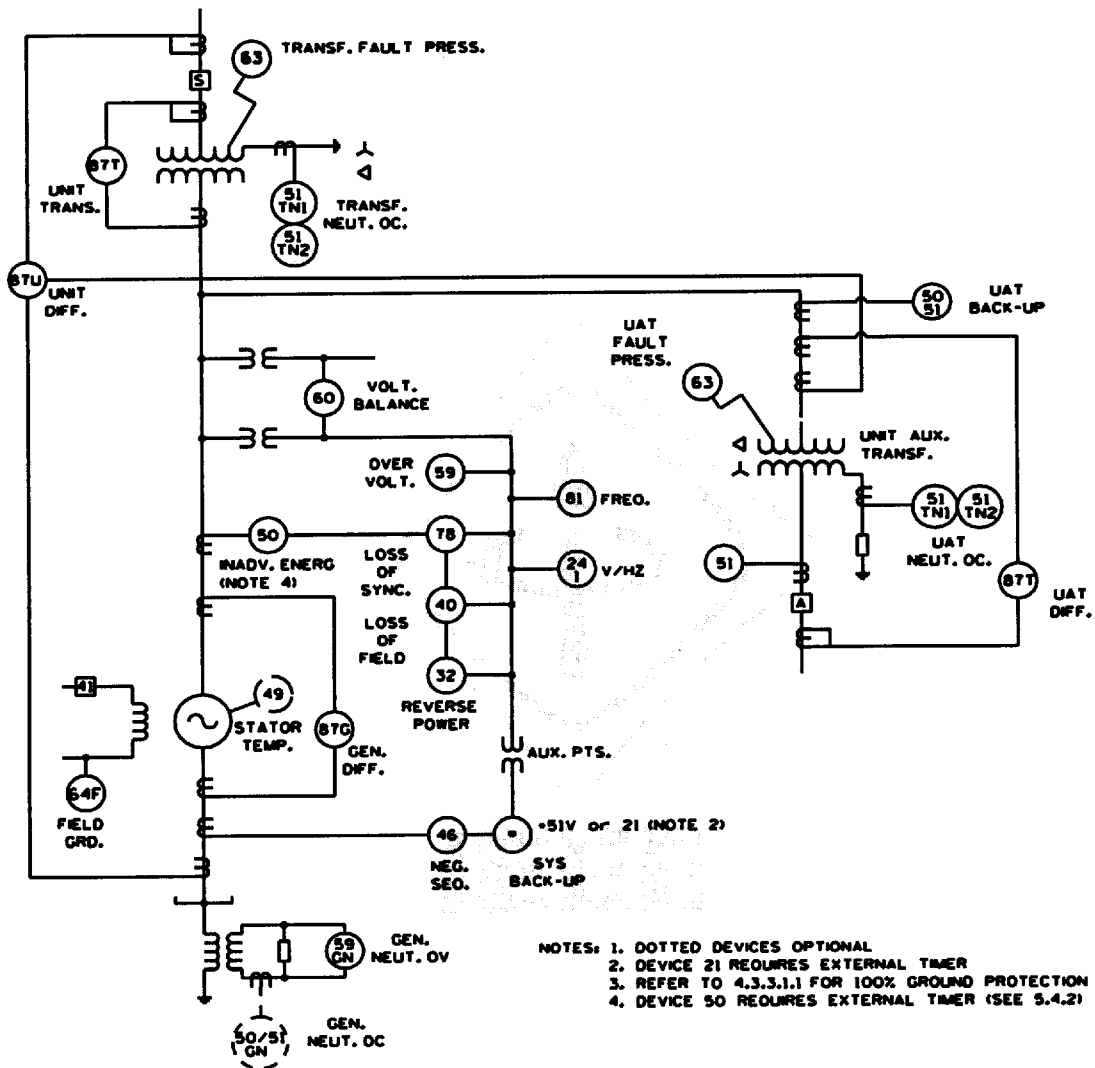 63
TRANSF. FAULT PRESS.
S
87T
UNIT
TRANS.
51
TN1
51
TN2
TRANSF.
NEUT. OC.
87U
UNIT
DIFF.
50
51
UAT
BACK-UP
UAT
FAULT
PRESS.
63
60
VOLT.
BALANCE
UNIT AUX.
TRANSF.
OVER
VOLT.
59
81
FREQ.
51
TN1
51
TN2
UAT
NEUT. OC.
50
INADV. ENERG
(NOTE 4)
78
LOSS
OF
SYNC.
24
1
V/HZ
51
A
87T
UAT
DIFF.
40
LOSS
OF
FIELD
32
REVERSE
POWER
41
49
STATOR
TEMP.
87G
GEN.
DIFF.
AUX. PTS.
64F
FIELD
GRD.
46
NEG.
SEQ.
*
*51V or 21 (NOTE 2)
SYS
BACK-UP
59
GN
GEN.
NEUT. OV
50/51
GN
GEN.
NEUT. OC
NOTES: 1. DOTTED DEVICES OPTIONAL
2. DEVICE 21 REQUIRES EXTERNAL TIMER
3. REFER TO 4.3.3.1.1 FOR 100% GROUND PROTECTION
4. DEVICE 50 REQUIRES EXTERNAL TIMER (SEE 5.4.2)